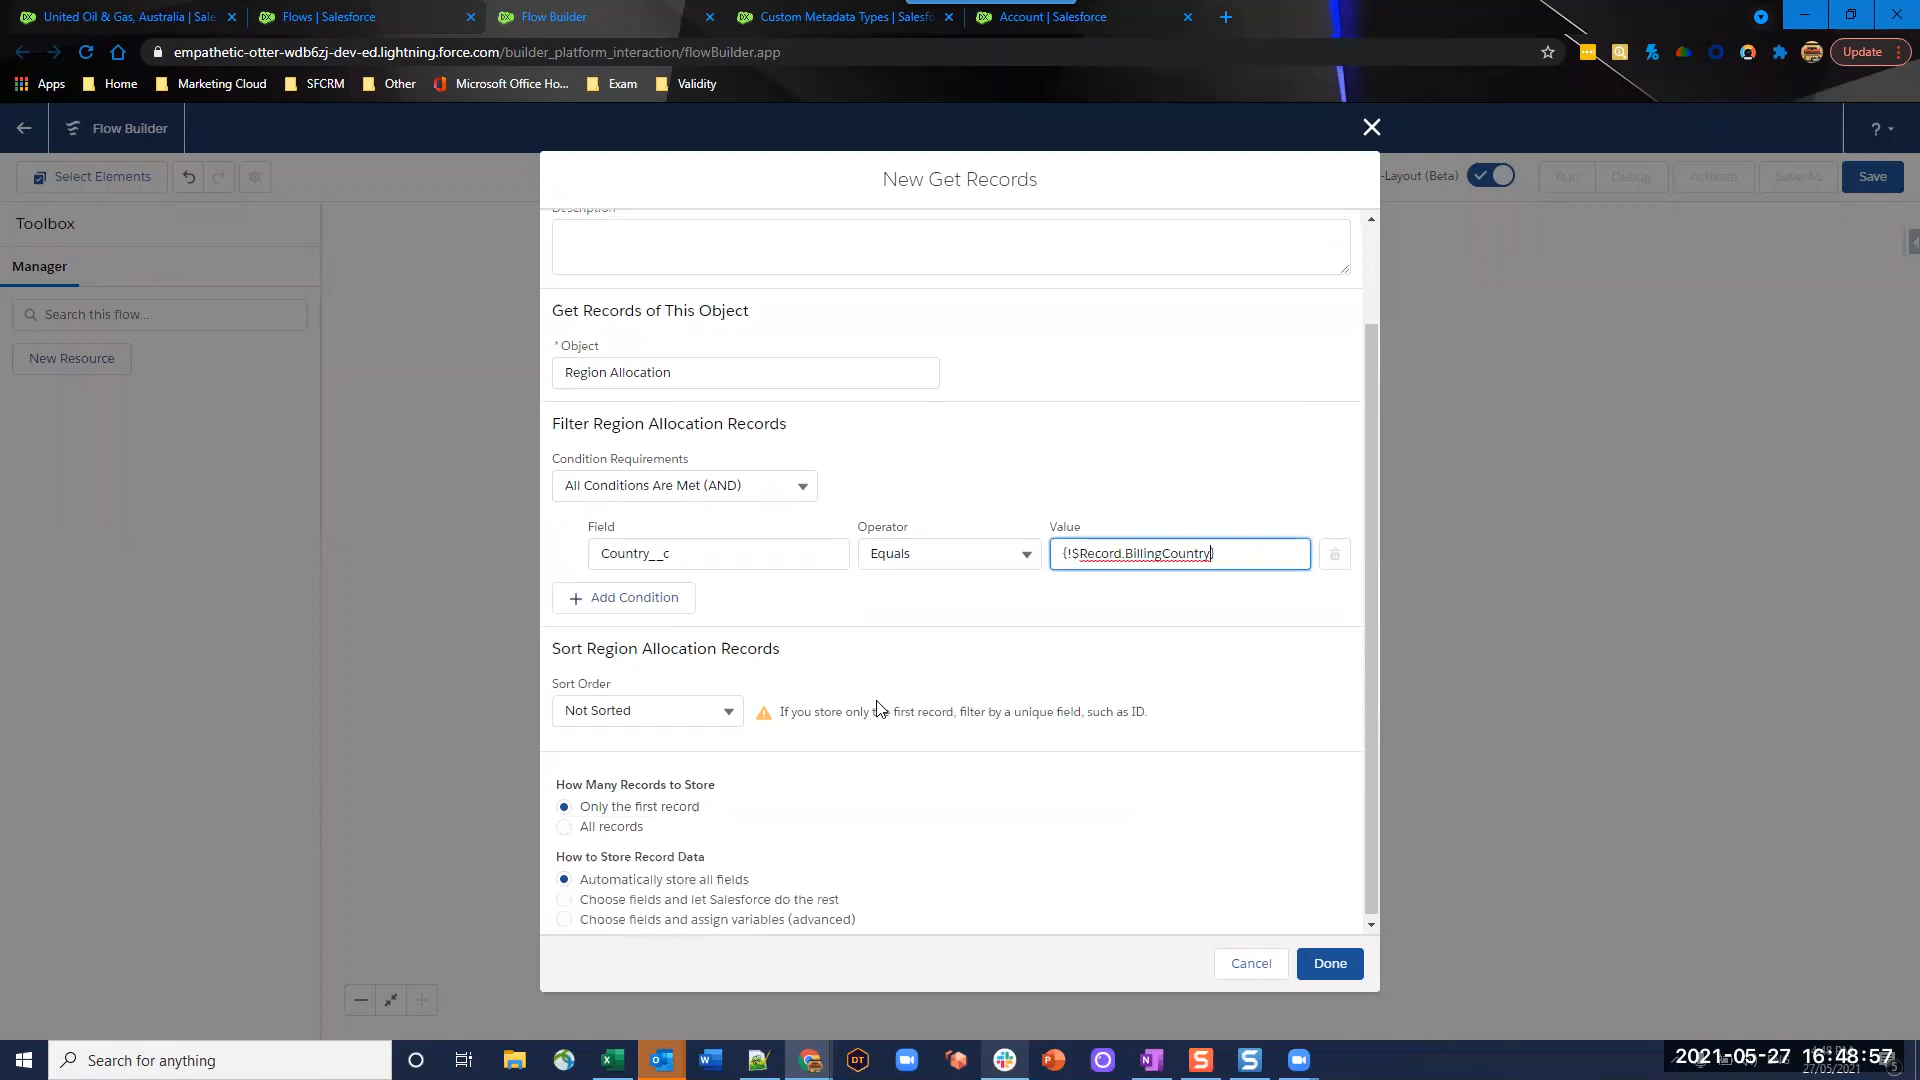 United Oil & Gas, Australia | Sale
Flows | Salesforce
Flow Builder
Custom Metadata Types | Salesfo
Account | Salesforce
empathetic-otter-wdb6zj-dev-ed.lightning.force.com/builder_platform_interaction/flowBuilder.app
Update
Apps
Home
Marketing Cloud
SFCRM
Other
Microsoft Office Ho...
Exam
Validity
Flow Builder
?
New Get Records
Select Elements
-Layout (Beta)
Run
Debug
Activate
Save As
Save
Toolbox
Manager
Search this flow...
New Resource
Description
Get Records of This Object
* Object
Region Allocation
Filter Region Allocation Records
Condition Requirements
All Conditions Are Met (AND)
Field
Operator
Value
Country__c
Equals
{!$Record.BillingCountry}
Add Condition
Sort Region Allocation Records
Sort Order
Not Sorted
If you store only the first record, filter by a unique field, such as ID.
How Many Records to Store
Only the first record
All records
How to Store Record Data
Automatically store all fields
Choose fields and let Salesforce do the rest
Choose fields and assign variables (advanced)
Cancel
Done
Search for anything
DT
2021-05-27 16:48:57
27/05/2021
5